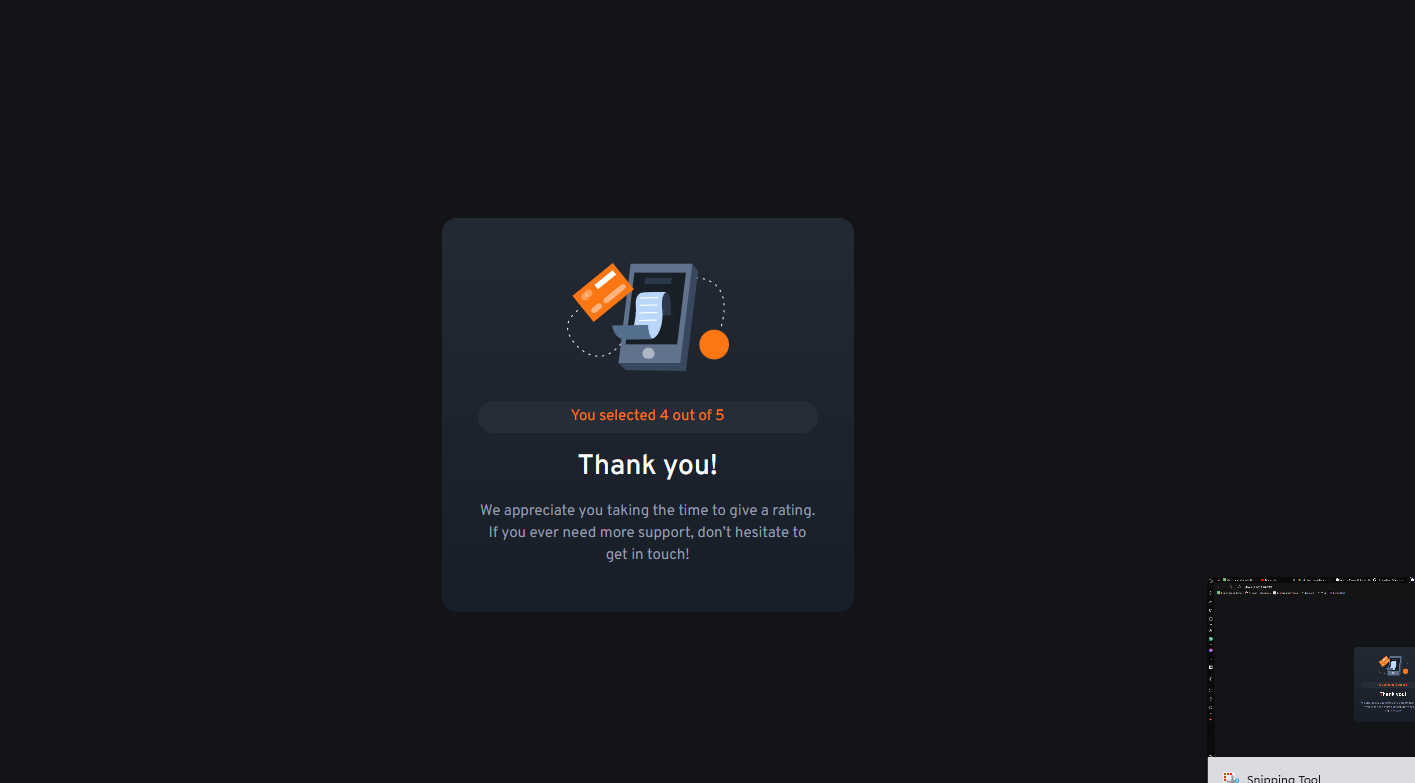 You selected 4 out of 5
Thank you!
We appreciate you taking the time to give a rating.
If you ever need more support, don’t hesitate to
get in touch!
Thank you!
Snipping Tool